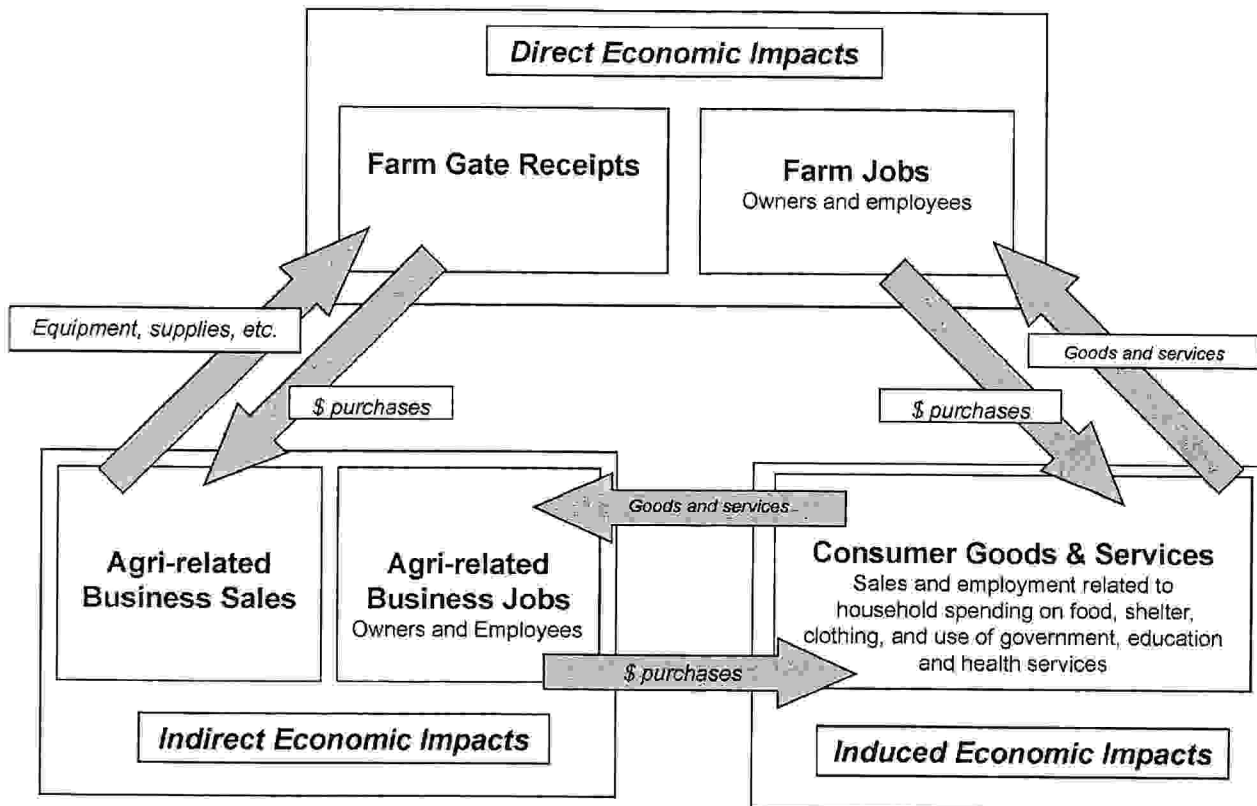 Direct Economic Impacts
Farm Gate Receipts
Farm Jobs
Owners and employees
Equipment, supplies, etc.
$ purchases
$ purchases
Goods and services
Goods and services
Agri-related
Business Sales
Agri-related
Business Jobs
Owners and Employees
Consumer Goods & Services
Sales and employment related to
household spending on food, shelter,
clothing, and use of government, education
and health services
$ purchases
Indirect Economic Impacts
Induced Economic Impacts